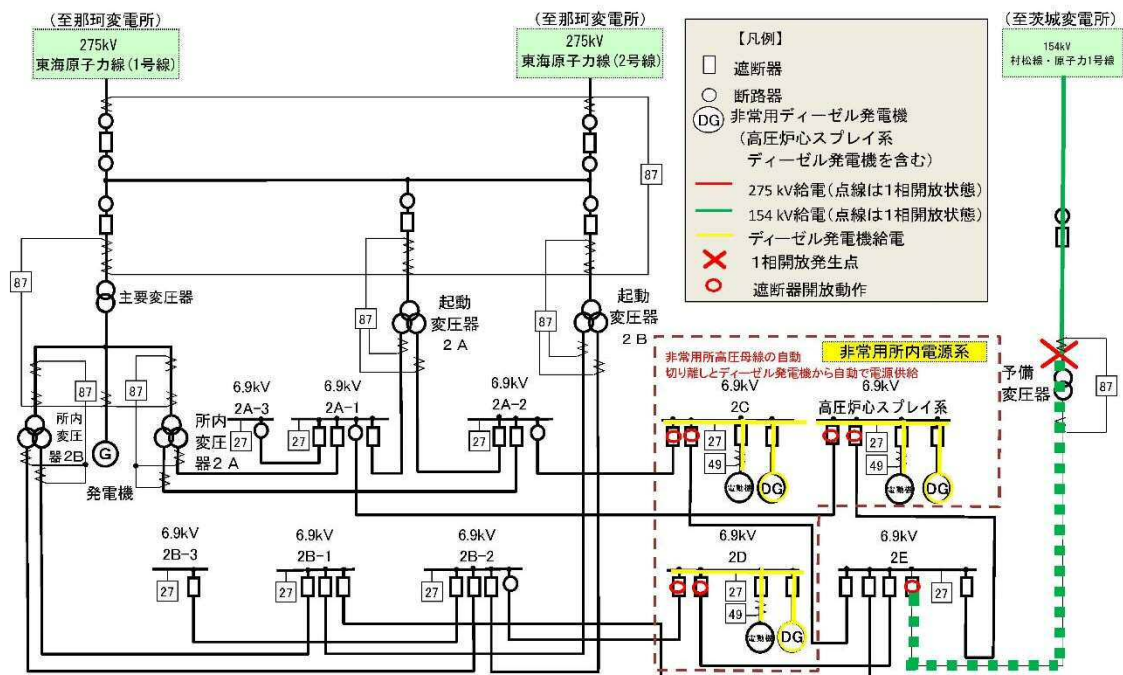 (至那珂変電所)
275kV
東海原子力線(1号線)
(至那珂変電所)
275kV
東海原子力線(2号線)
(至茨城変電所)
154kV
村松線・原子力1号線
【凡例】
遮断器
断路器
DG
非常用ディーゼル発電機
(高圧炉心スプレイ系
ディーゼル発電機を含む)
275 kV給電(点線は1相開放状態)
154 kV給電(点線は1相開放状態)
ディーゼル発電機給電
1相開放発生点
遮断器開放動作
87
87
87
87
87
87
87
主要変圧器
起動
変圧器
2A
起動
変圧器
2B
予備
変圧器
所内
変圧
器2B
G
発電機
所内
変圧
器2A
非常用所高圧母線の自動
切り離しとディーゼル発電機から自動で電源供給
非常用所内電源系
6.9kV
2A-3
27
6.9kV
2A-1
27
6.9kV
2A-2
27
6.9kV
2C
27
49
電動機
DG
6.9kV
高圧炉心スプレイ系
27
49
電動機
DG
6.9kV
2B-3
27
6.9kV
2B-1
27
6.9kV
2B-2
27
6.9kV
2D
27
49
電動機
DG
6.9kV
2E
27